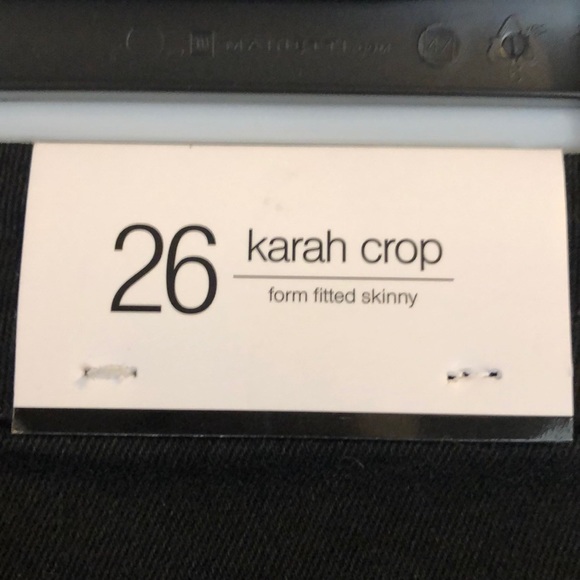 26
karah crop
form fitted skinny